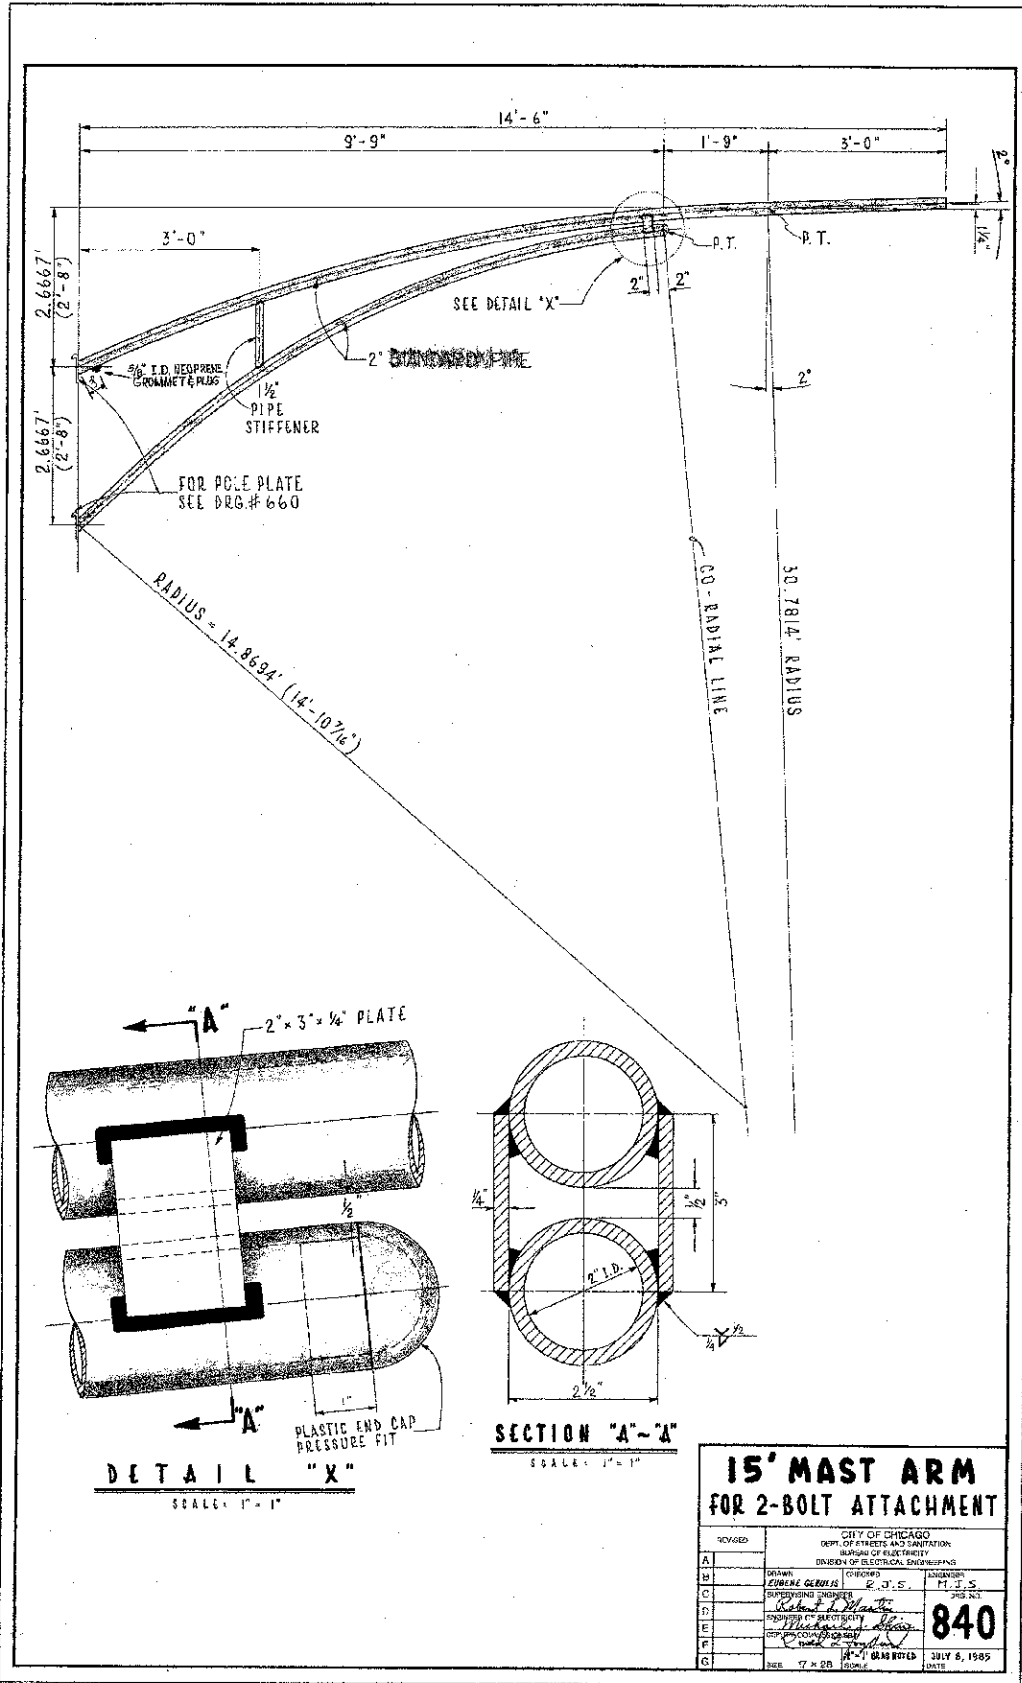 14'-6"
9'-9"
1'-9"
3'-0"
2°
1¼"
3'-0"
P.T.
P.T.
2.6667'
(2'-8")
2"
2"
SEE DETAIL "X"
2"
⅝" I.D. NEOPRENE
GROMMET & PLUG
3"
½"
PIPE
STIFFENER
2°
2.6667'
(2'-8")
FOR POLE PLATE
SEE DRG.# 660
RADIUS = 14.8694' (14'-10 7/16")
CO-RADIAL LINE
30.7814' RADIUS
"A"
2" × 3" × ¼" PLATE
½"
¼"
½"
3"
2" I.D.
¼ ½
1"
2½"
"A"
PLASTIC END CAP
PRESSURE FIT
DETAIL "X"
SCALE: 1" = 1"
SECTION "A"~"A"
SCALE: 1" = 1"
15' MAST ARM
FOR 2-BOLT ATTACHMENT
REVISED
A
B
C
D
E
F
G
CITY OF CHICAGO
DEPT. OF STREETS AND SANITATION
BUREAU OF ELECTRICITY
DIVISION OF ELECTRICAL ENGINEERING
DRAWN
EUGENE GEBULIS
CHECKED
R.J.S.
ENGINEER
M.J.S.
SUPERVISING ENGINEER
ENGINEER OF ELECTRICITY
DEPUTY COMMISSIONER
DRG. NO.
840
SIZE 17 × 28
SCALE
DATE
JULY 8, 1985